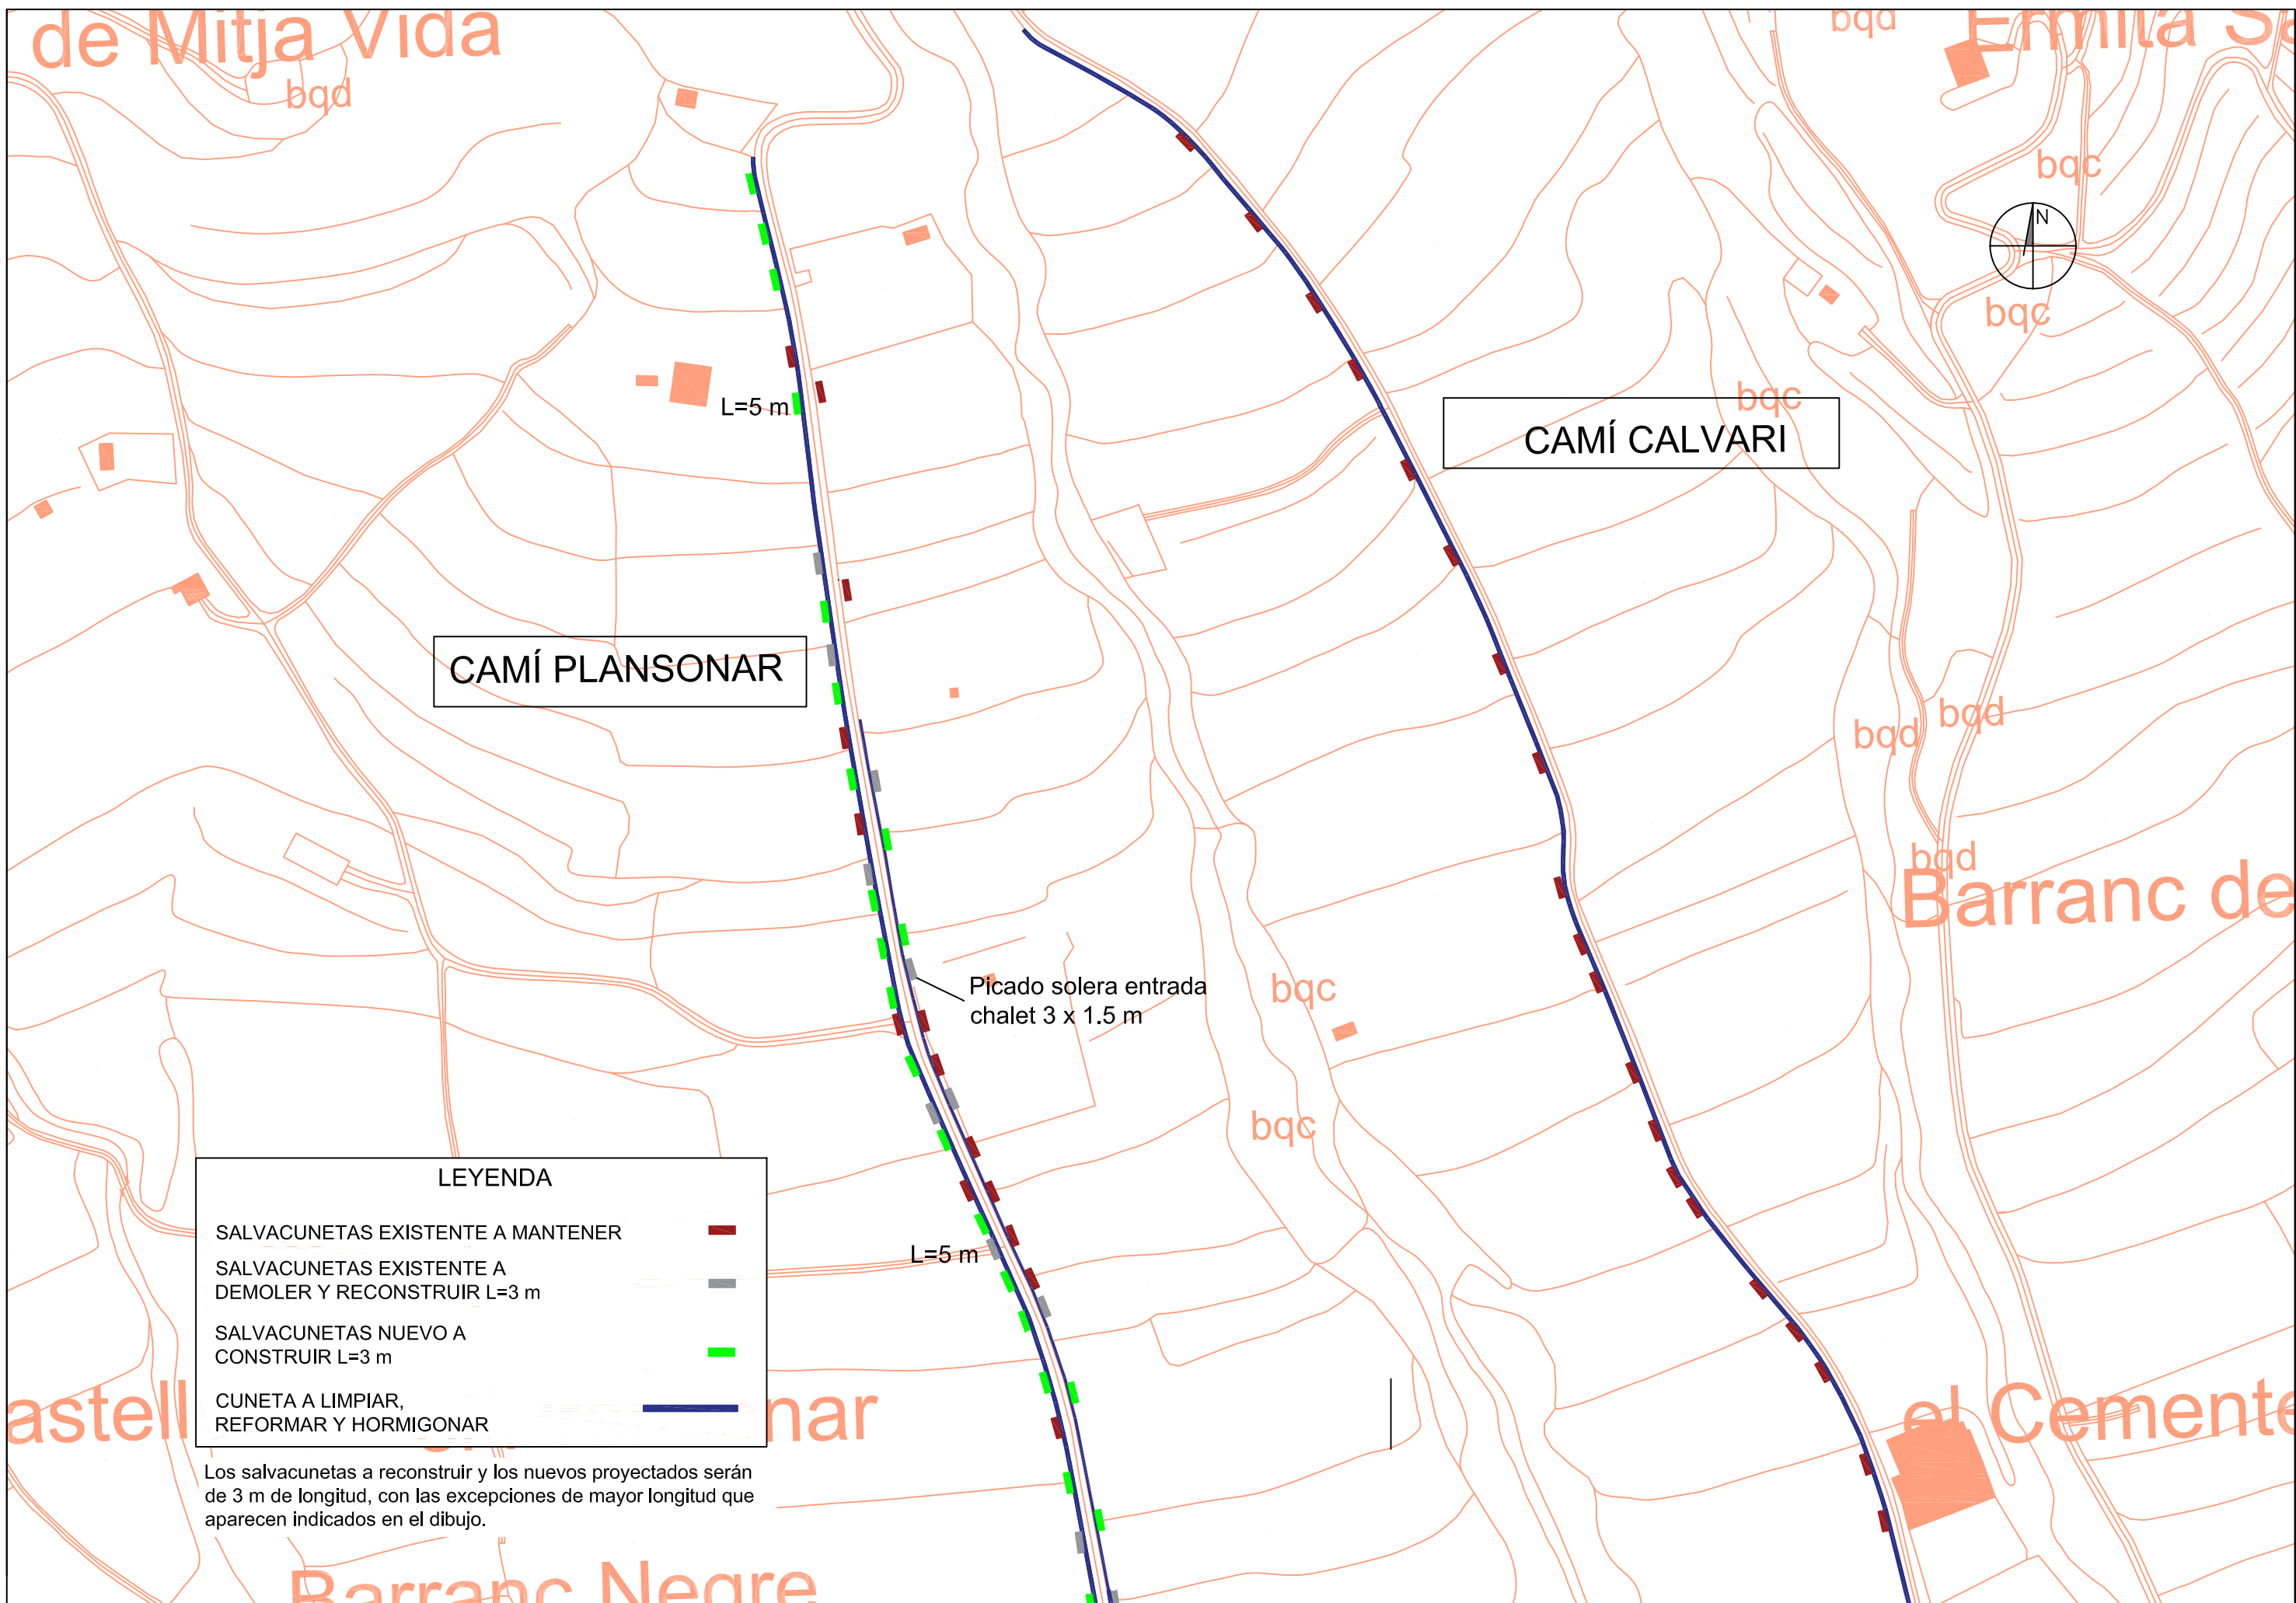 de Mitja Vida
bqd
bqd
Ermita Sa
bqc
N
bqc
L=5 m
bqc
CAMÍ CALVARI
CAMÍ PLANSONAR
bqd
bqd
bqd
Barranc de
Picado solera entrada
chalet 3 x 1.5 m
bqc
bqc
LEYENDA
SALVACUNETAS EXISTENTE A MANTENER
SALVACUNETAS EXISTENTE A
DEMOLER Y RECONSTRUIR L=3 m
SALVACUNETAS NUEVO A
CONSTRUIR L=3 m
CUNETA A LIMPIAR,
REFORMAR Y HORMIGONAR
L=5 m
astell
nar
el Cemente
Los salvacunetas a reconstruir y los nuevos proyectados serán
de 3 m de longitud, con las excepciones de mayor longitud que
aparecen indicados en el dibujo.
Barranc Negre